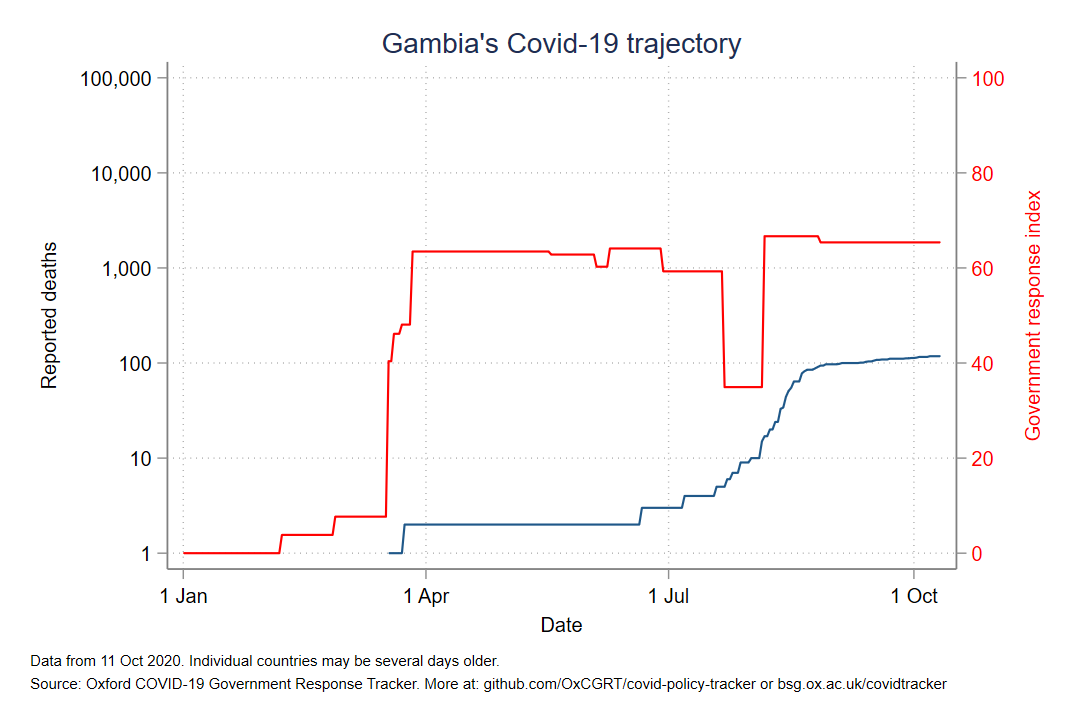 Gambia's Covid-19 trajectory
100,000
10,000
1,000
100
10
1
Reported deaths
100
80
60
40
20
0
Government response index
1 Jan
1 Apr
1 Jul
1 Oct
Date
Data from 11 Oct 2020. Individual countries may be several days older.
Source: Oxford COVID-19 Government Response Tracker. More at: github.com/OxCGRT/covid-policy-tracker or bsg.ox.ac.uk/covidtracker